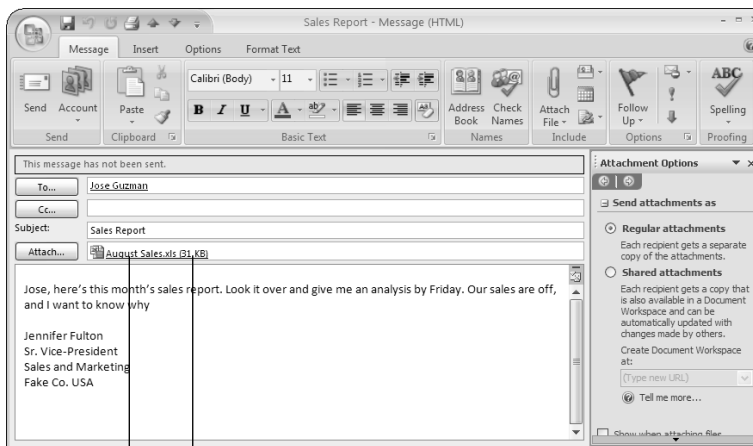 Sales Report - Message (HTML)
Message Insert Options Format Text
Calibri (Body) 11
ABC
B I U A ab
Send Account Paste Address Book Check Names Attach File Follow Up Spelling
Send Clipboard Basic Text Names Include Options Proofing
This message has not been sent.
To... Jose Guzman
Cc...
Subject: Sales Report
Attach... August Sales.xls (31 KB)
Jose, here's this month's sales report. Look it over and give me an analysis by Friday. Our sales are off,
and I want to know why
Jennifer Fulton
Sr. Vice-President
Sales and Marketing
Fake Co. USA
Attachment Options
Send attachments as
Regular attachments
Each recipient gets a separate
copy of the attachments.
Shared attachments
Each recipient gets a copy that
is also available in a Document
Workspace and can be
automatically updated with
changes made by others.
Create Document Workspace
at:
(Type new URL)
Tell me more...
Show when attaching files